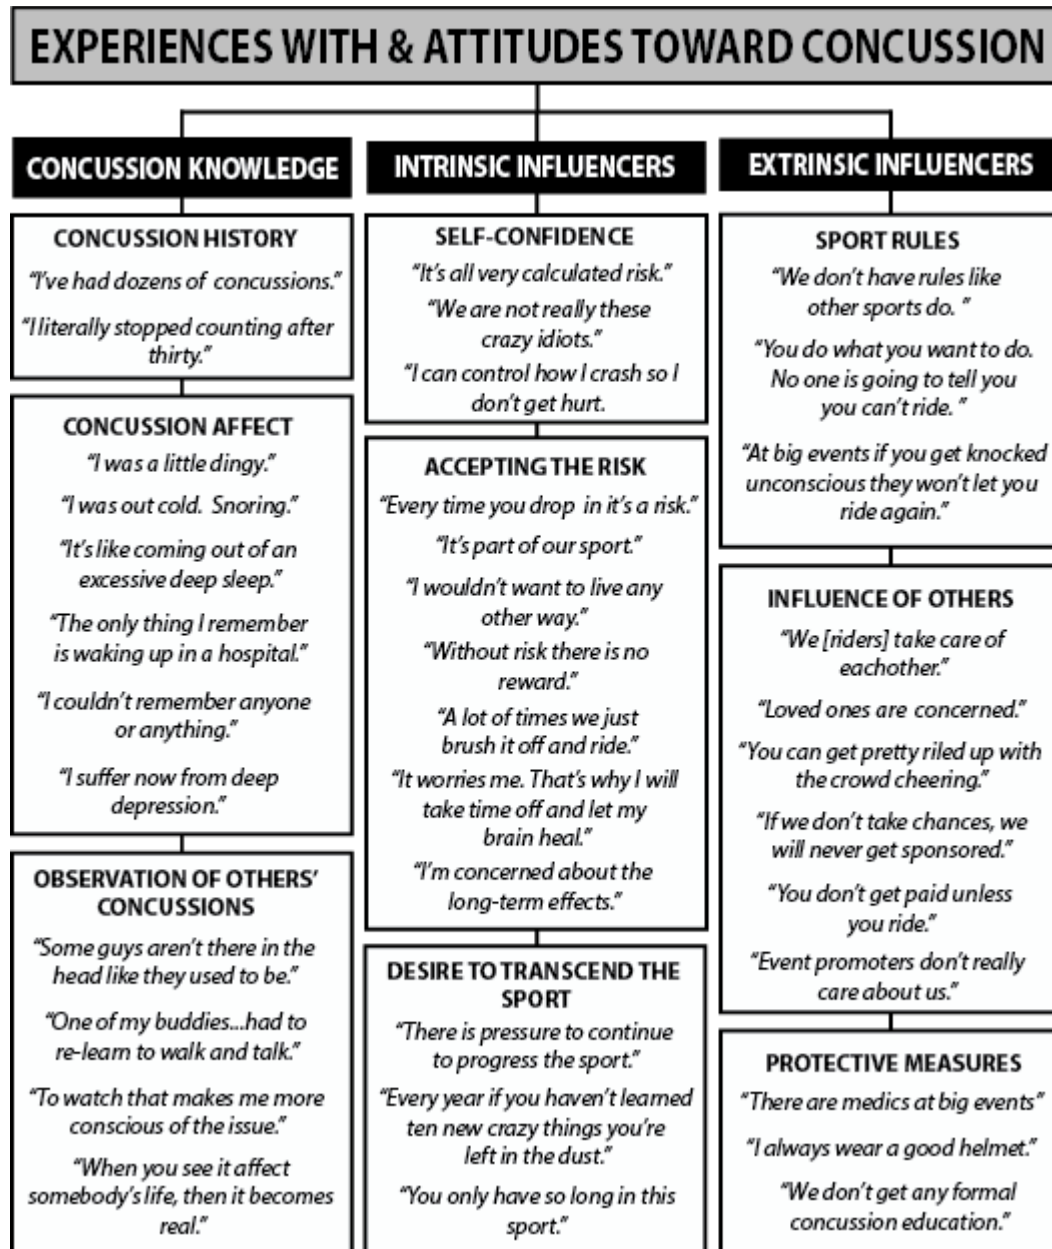 EXPERIENCES WITH & ATTITUDES TOWARD CONCUSSION
CONCUSSION KNOWLEDGE
CONCUSSION HISTORY
"I've had dozens of concussions."
"I literally stopped counting after
thirty."
CONCUSSION AFFECT
"I was a little dingy."
"I was out cold. Snoring."
"It's like coming out of an
excessive deep sleep."
"The only thing I remember
is waking up in a hospital."
"I couldn't remember anyone
or anything."
"I suffer now from deep
depression."
OBSERVATION OF OTHERS'
CONCUSSIONS
"Some guys aren't there in the
head like they used to be."
"One of my buddies...had to
re-learn to walk and talk."
"To watch that makes me more
conscious of the issue."
"When you see it affect
somebody's life, then it becomes
real."
INTRINSIC INFLUENCERS
SELF-CONFIDENCE
"It's all very calculated risk."
"We are not really these
crazy idiots."
"I can control how I crash so I
don't get hurt.
ACCEPTING THE RISK
"Every time you drop in it's a risk."
"It's part of our sport."
"I wouldn't want to live any
other way."
"Without risk there is no
reward."
"A lot of times we just
brush it off and ride."
"It worries me. That's why I will
take time off and let my
brain heal."
"I'm concerned about the
long-term effects."
DESIRE TO TRANSCEND THE
SPORT
"There is pressure to continue
to progress the sport."
"Every year if you haven't learned
ten new crazy things you're
left in the dust."
"You only have so long in this
sport."
EXTRINSIC INFLUENCERS
SPORT RULES
"We don't have rules like
other sports do. "
"You do what you want to do.
No one is going to tell you
you can't ride. "
"At big events if you get knocked
unconscious they won't let you
ride again."
INFLUENCE OF OTHERS
"We [riders] take care of
eachother."
"Loved ones are concerned."
"You can get pretty riled up with
the crowd cheering."
"If we don't take chances, we
will never get sponsored."
"You don't get paid unless
you ride."
"Event promoters don't really
care about us."
PROTECTIVE MEASURES
"There are medics at big events"
"I always wear a good helmet."
"We don't get any formal
concussion education."